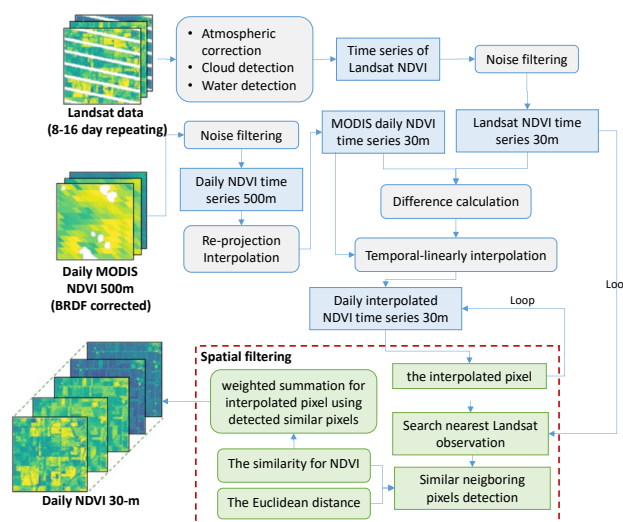 • Atmospheric
correction
• Cloud detection
• Water detection
Time series of
Landsat NDVI
Noise filtering
Landsat data
(8-16 day repeating)
Noise filtering
MODIS daily NDVI
time series 30m
Landsat NDVI time
series 30m
Daily NDVI time
series 500m
Difference calculation
Re-projection
Interpolation
Temporal-linearly interpolation
Daily MODIS
NDVI 500m
(BRDF corrected)
Daily interpolated
NDVI time series 30m
Loop
Loo
Spatial filtering
weighted summation for
interpolated pixel using
detected similar pixels
the interpolated pixel
Search nearest Landsat
observation
The similarity for NDVI
Similar neighboring
pixels detection
The Euclidean distance
Daily NDVI 30-m